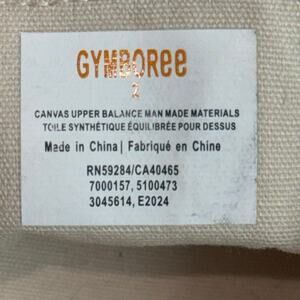 GYMBOREE
2
CANVAS UPPER BALANCE MAN MADE MATERIALS
TOILE SYNTHÉTIQUE ÉQUILIBRÉE POUR DESSUS
Made in China| Fabriqué en Chine
RN59284/CA40465
7000157, 5100473
3045614, E2024